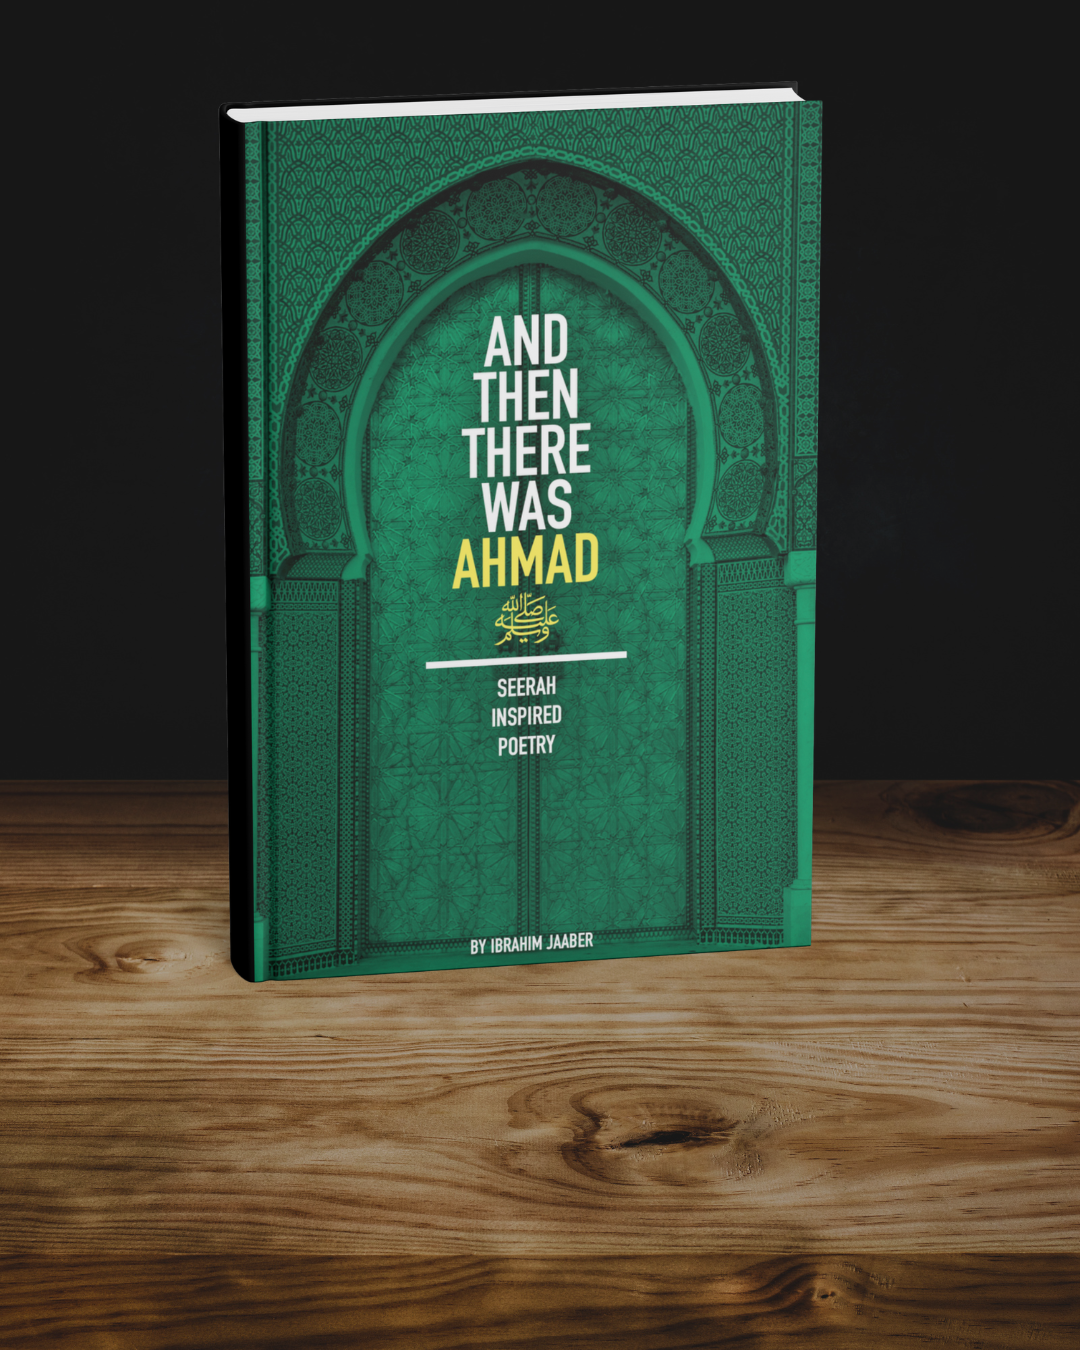 AND
THEN
THERE
WAS
AHMAD
صلى الله
عليه
وسلم
SEERAH
INSPIRED
POETRY
BY IBRAHIM JAABER